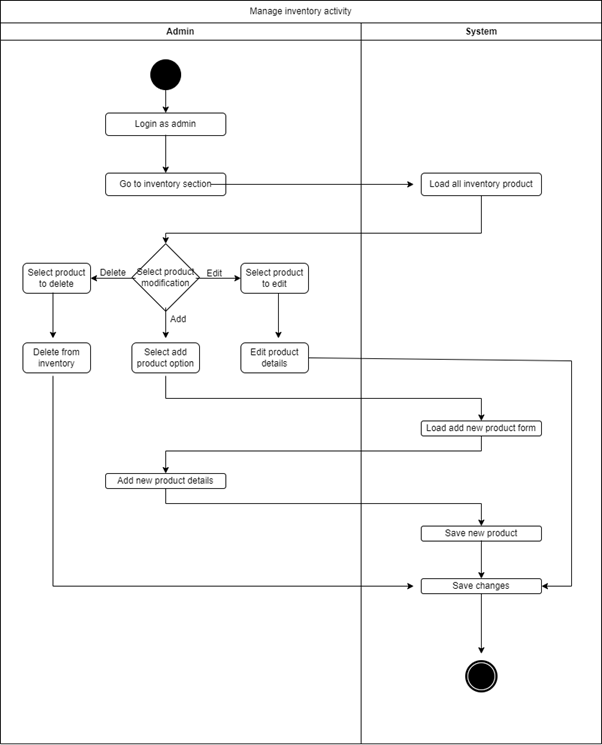 Manage inventory activity
Admin
System
Login as admin
Go to inventory section
Load all inventory product
Select product
to delete
Delete
Select product
modification
Edit
Select product
to edit
Add
Delete from
inventory
Select add
product option
Edit product
details
Load add new product form
Add new product details
Save new product
Save changes